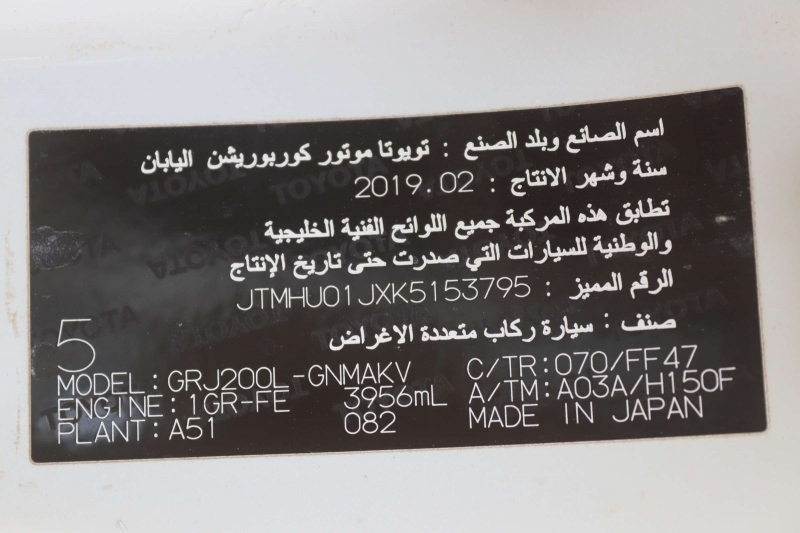 اسم الصانع وبلد الصنع : تويوتا موتور كوربوريشن اليابان
سنة وشهر الانتاج : 2019.02
تطابق هذه المركبة جميع اللوائح الفنية الخليجية
والوطنية للسيارات التي صدرت حتى تاريخ الإنتاج
الرقم المميز : JTMHU01JXK5153795
صنف : سيارة ركاب متعددة الاغراض
5
MODEL:GRJ200L-GNMAKV C/TR:070/FF47
ENGINE:1GR-FE 3956mL A/TM:A03A/H150F
PLANT:A51 082 MADE IN JAPAN